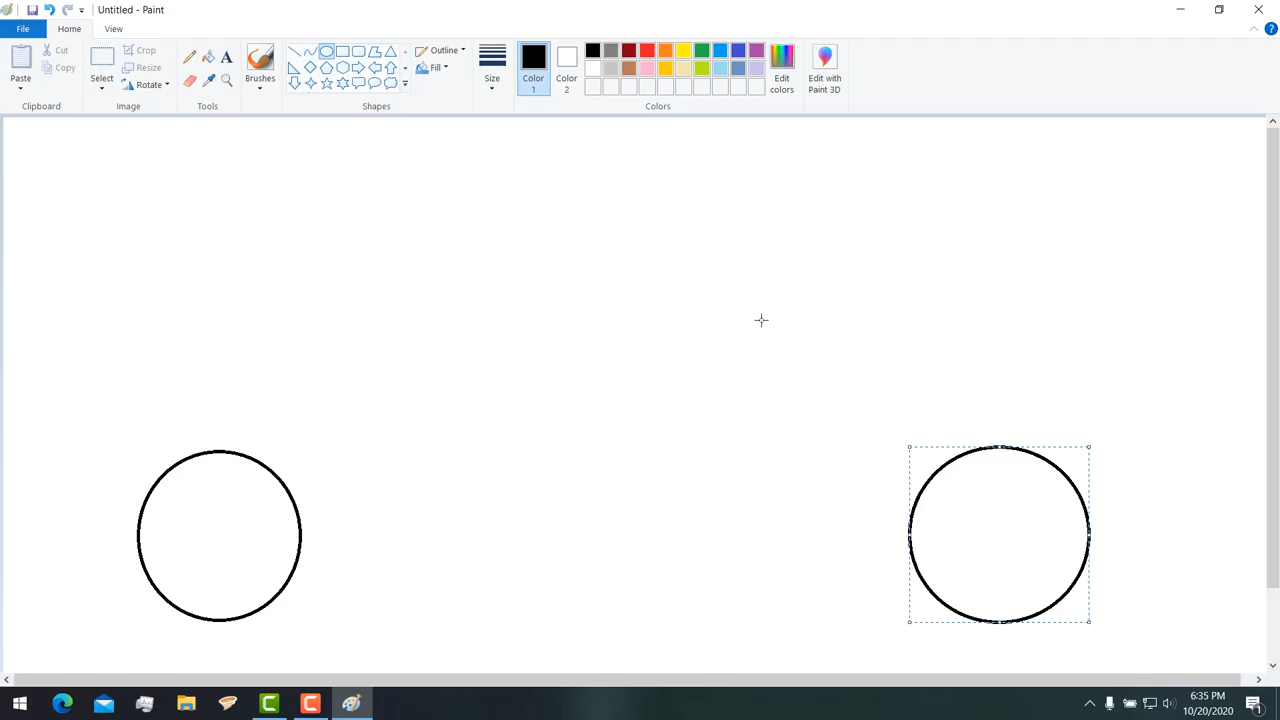 Untitled - Paint
File Home View
Paste
Cut
Copy
Clipboard
Select
Crop
Resize
Rotate
Image
A
Tools
Brushes
Shapes
Outline
Fill
Size
Color 1
Color 2
Colors
Edit colors
Edit with Paint 3D
?
C C
6:35 PM
10/20/2020
1